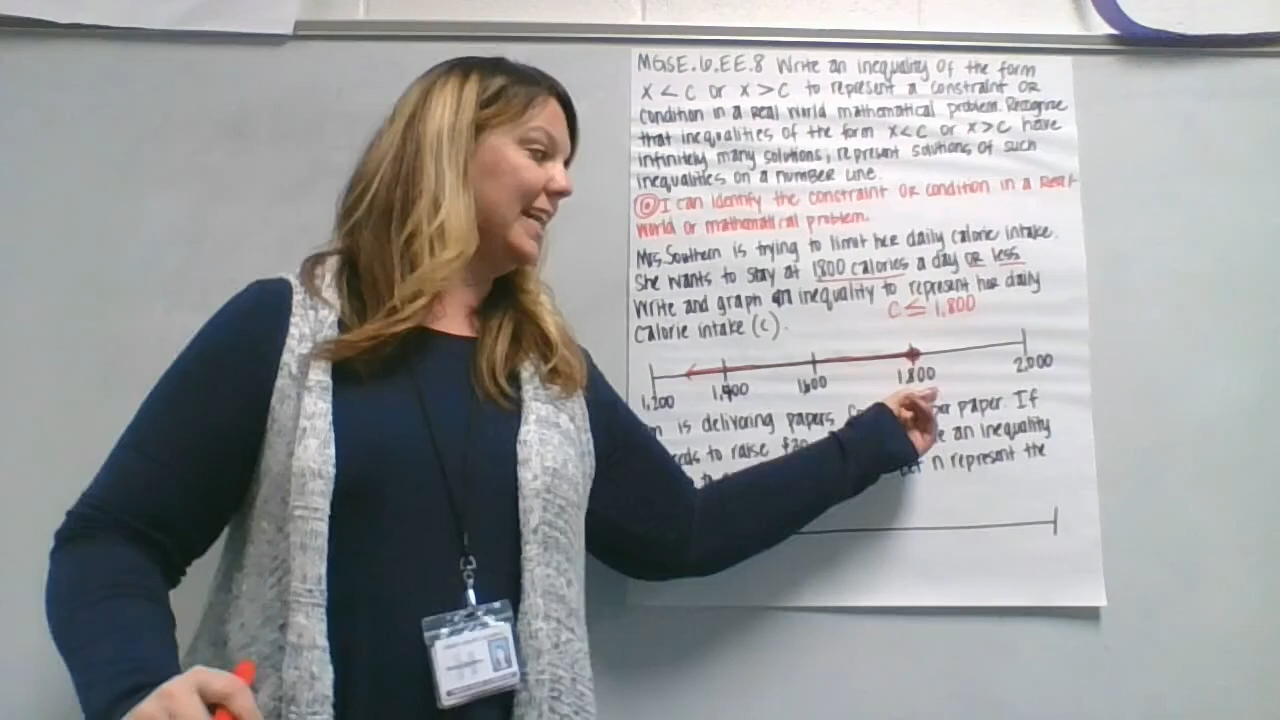 MGSE.6.EE.8 Write an inequality of the form
x < c or x > c to represent a constraint OR
condition in a Real World mathematical problem. Recognize
that inequalities of the form x < c or x > c have
infinitely many solutions; represent solutions of such
inequalities on a number line.
I can identify the constraint OR condition in a Real-
world or mathematical problem.
Mrs. Southern is trying to limit her daily calorie intake.
She wants to stay at 1800 calories a day OR less.
Write and graph an inequality to represent her daily
calorie intake (c).
c ≤ 1,800
1,200 1,400 1,600 1,800 2,000
is delivering papers per paper. If
to raise an inequality
n represent the